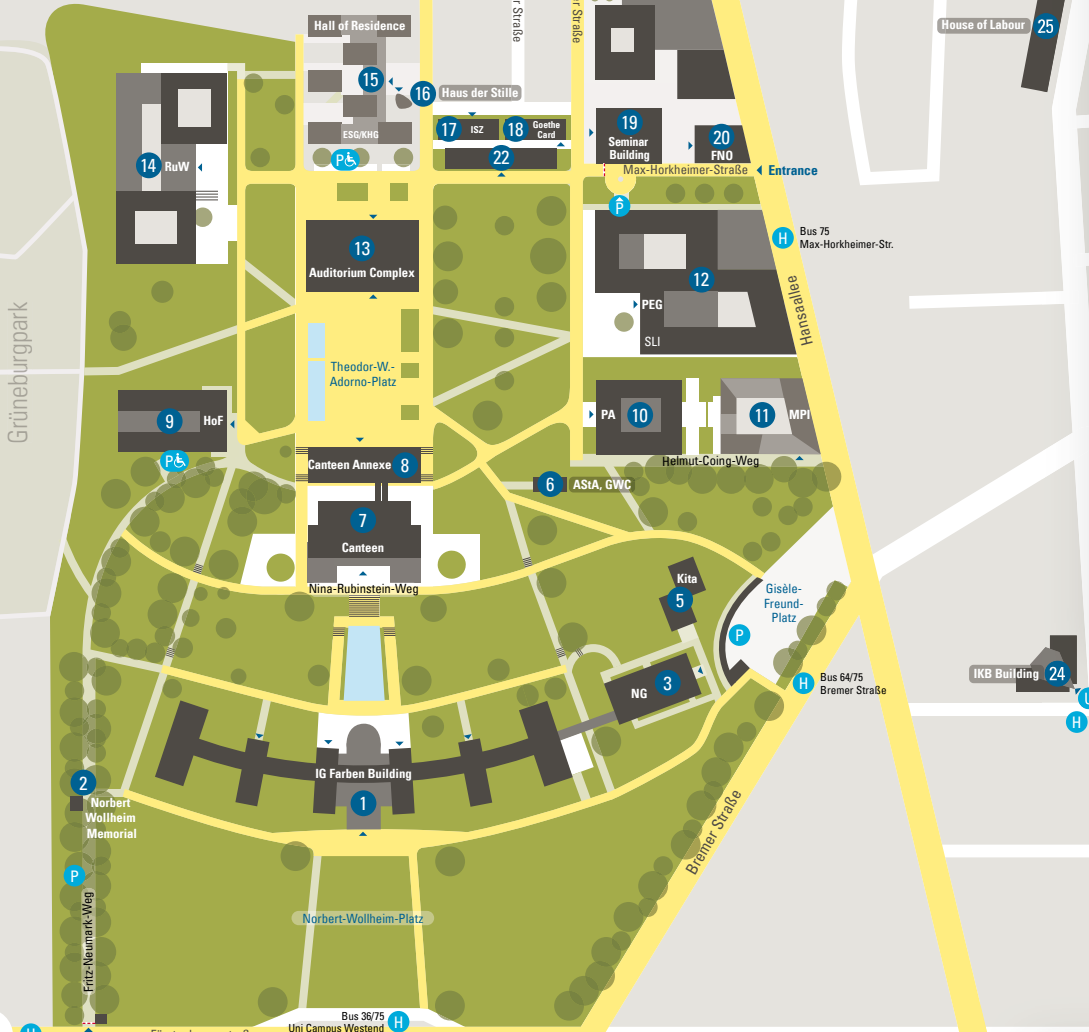 r Straße
r Straße
Hall of Residence
House of Labour
25
15
16
Haus der Stille
17
ISZ
18
Goethe
Card
ESG/KHG
P
22
19
Seminar
Building
20
FNO
14
RuW
Max-Horkheimer-Straße
Entrance
P
13
Auditorium Complex
H
Bus 75
Max-Horkheimer-Str.
12
PEG
SLI
Hansaallee
Grüneburgpark
Theodor-W.-
Adorno-Platz
9
HoF
P
PA
10
11
MPI
Helmut-Coing-Weg
Canteen Annexe
8
6
AStA, GWC
7
Canteen
Nina-Rubinstein-Weg
Kita
5
Gisèle-
Freund-
Platz
P
NG
3
H
Bus 64/75
Bremer Straße
IKB Building
24
U
H
IG Farben Building
1
2
Norbert
Wollheim
Memorial
P
Fritz-Neumark-Weg
Bremer Straße
Norbert-Wollheim-Platz
Bus 36/75
Uni Campus Westend
H
H